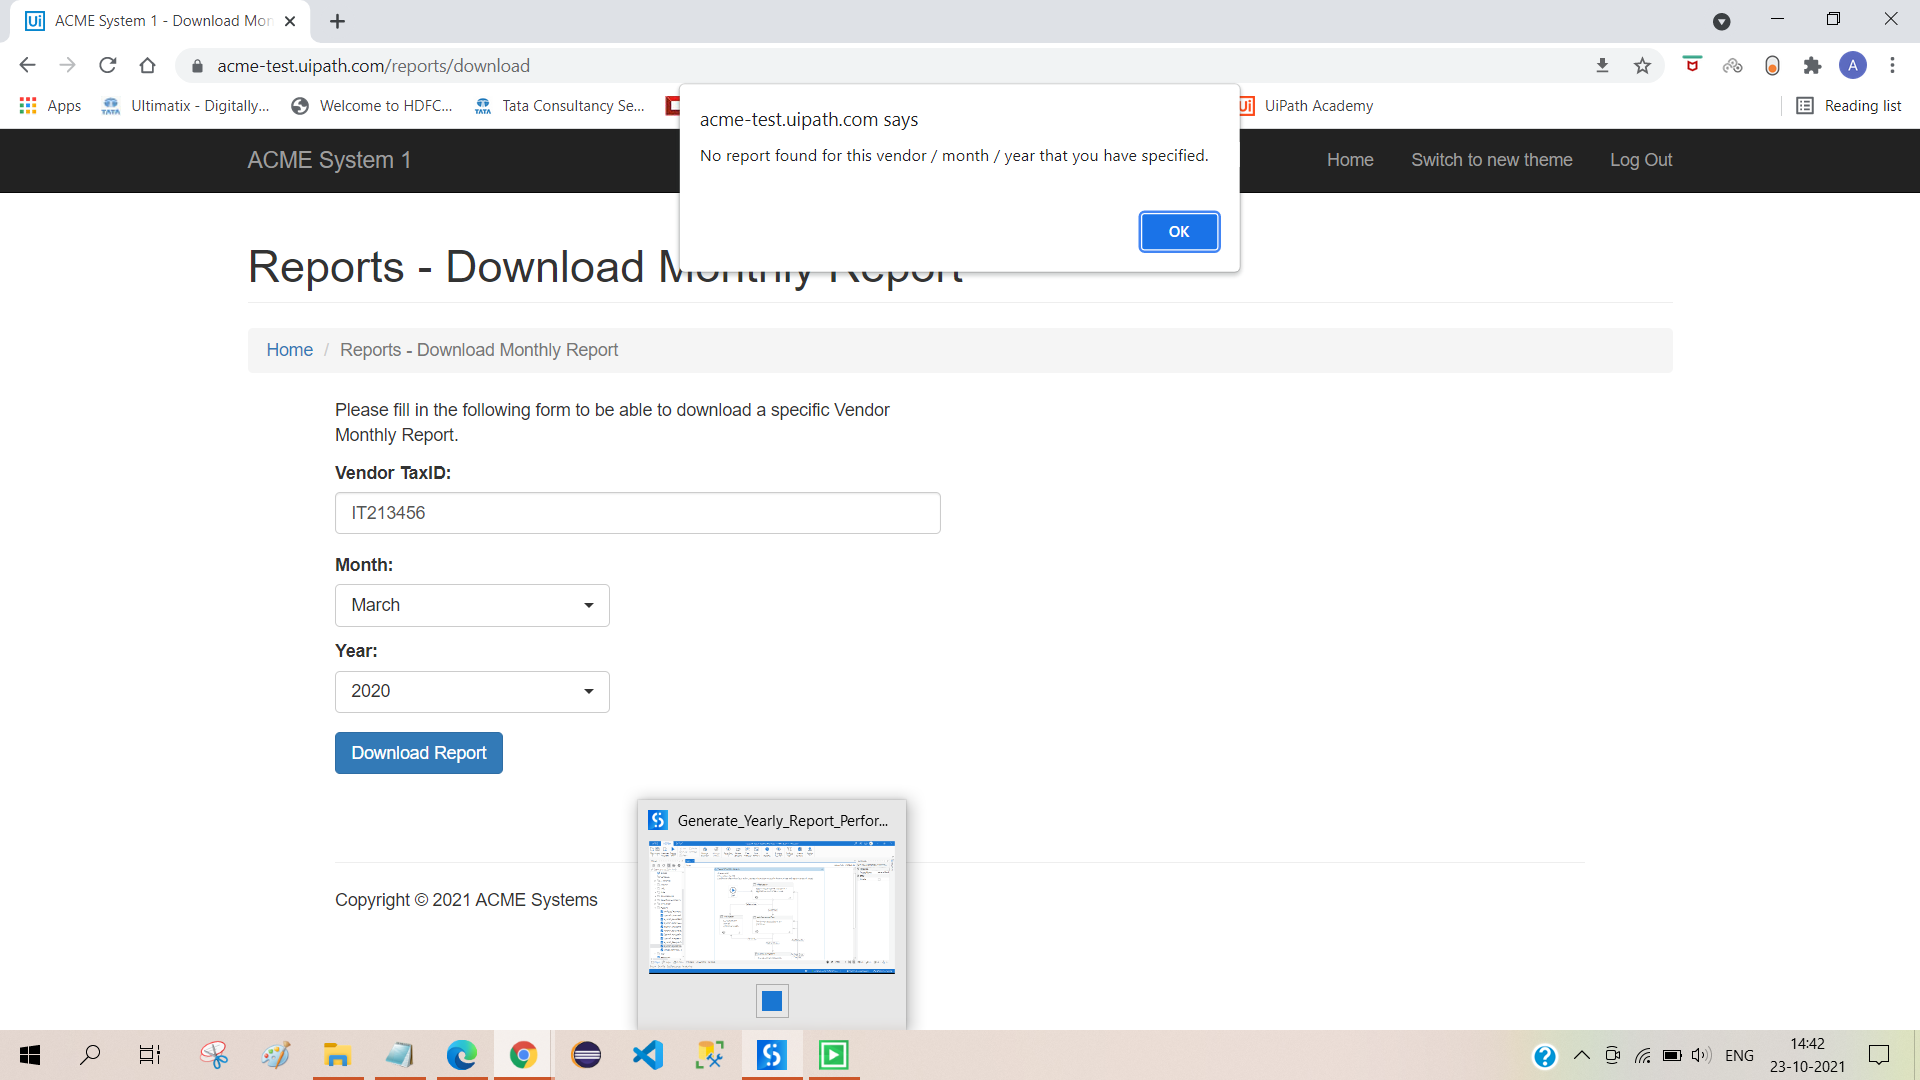 ACME System 1 - Download Mon
acme-test.uipath.com/reports/download
A
Apps
Ultimatix - Digitally...
Welcome to HDFC...
TATA
Tata Consultancy Se...
UiPath Academy
Reading list
acme-test.uipath.com says
No report found for this vendor / month / year that you have specified.
OK
ACME System 1
Home
Switch to new theme
Log Out
Reports - Download Monthly Report
Home / Reports - Download Monthly Report
Please fill in the following form to be able to download a specific Vendor
Monthly Report.
Vendor TaxID:
IT213456
Month:
March
Year:
2020
Download Report
Generate_Yearly_Report_Perfor...
Copyright © 2021 ACME Systems
ENG
14:42
23-10-2021